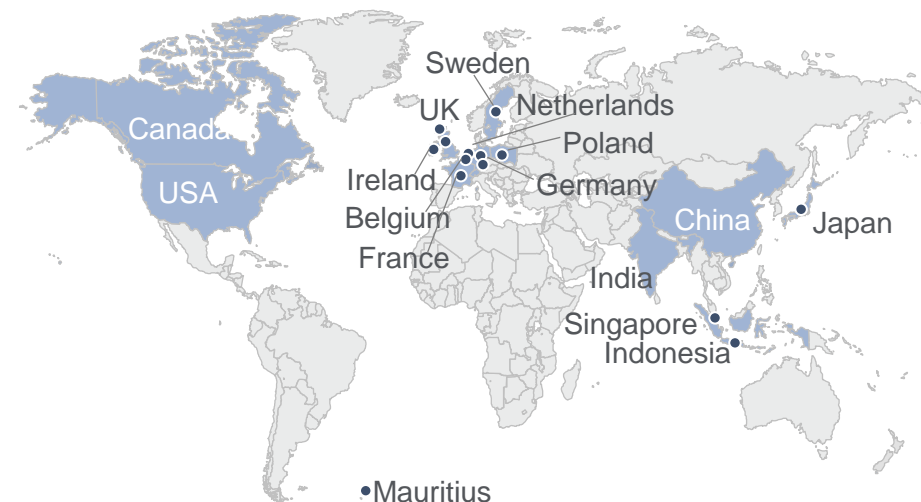 Sweden
UK
Netherlands
Canada
Poland
Ireland
Germany
USA
Belgium
China
Japan
France
India
Singapore
Indonesia
Mauritius